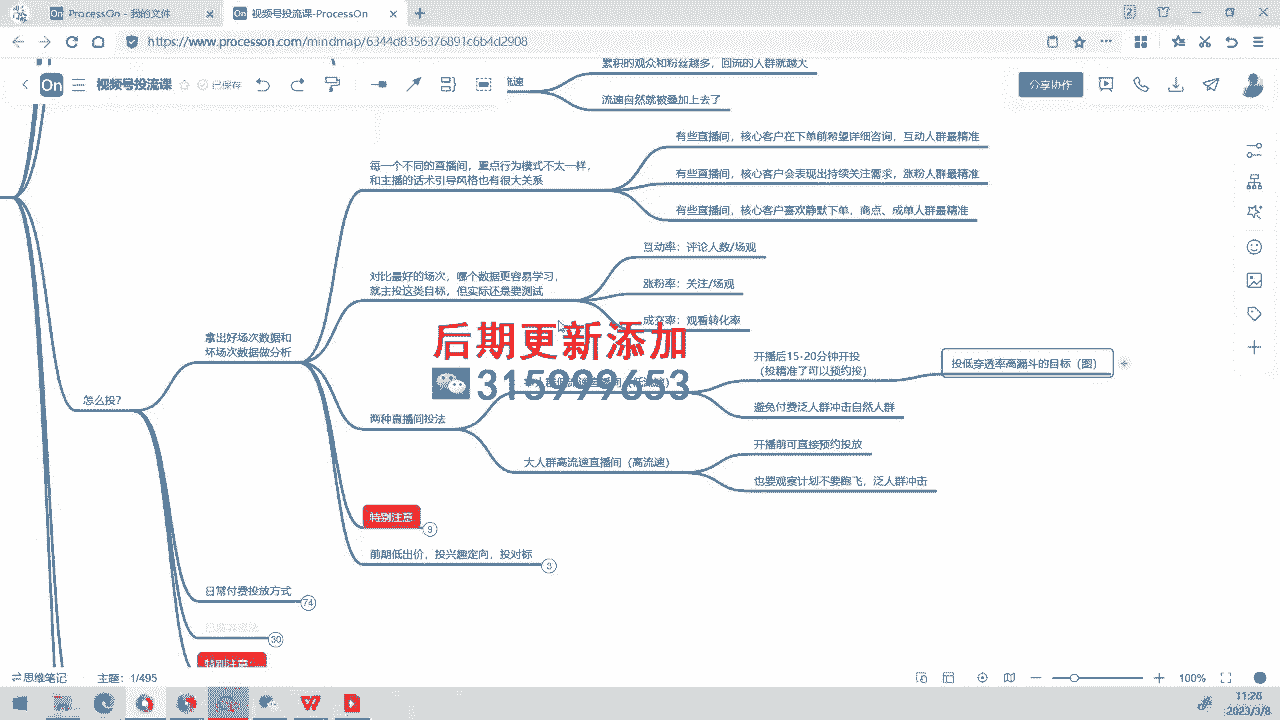 ProcessOn - 我的文件
视频号投流课-ProcessOn
https://www.processon.com/mindmap/6344d8356376891c6b4d2908
视频号投流课
已保存
分享协作
流速
累积的观众和粉丝越多，回流的人群就越大
流速自然就被叠加上去了
每一个不同的直播间，重点行为模式不太一样，
和主播的话术引导风格也有很大关系
有些直播间，核心客户在下单前希望详细咨询，互动人群最精准
有些直播间，核心客户会表现出持续关注需求，涨粉人群最精准
有些直播间，核心客户喜欢静默下单，商点、成单人群最精准
对比最好的场次，哪个数据更容易学习，
就主投这类目标，但实际还是要测试
互动率：评论人数/场观
涨粉率：关注/场观
成交率：观看转化率
拿出好场次数据和
坏场次数据做分析
后期更新添加
315999653
怎么投？
两种直播间投法
开播后15-20分钟开投
（投精准了可以预约投）
投低穿透率高漏斗的目标（图）
避免付费泛人群冲击自然人群
大人群高流速直播间（高流速）
开播前可直接预约投放
也要观察计划不要跑飞，泛人群冲击
特别注意
9
前期低出价，投兴趣定向，投对标
3
日常付费投放方式
74
30
特别注意
思维笔记
主题：1/495
100%
11:26
2023/3/8